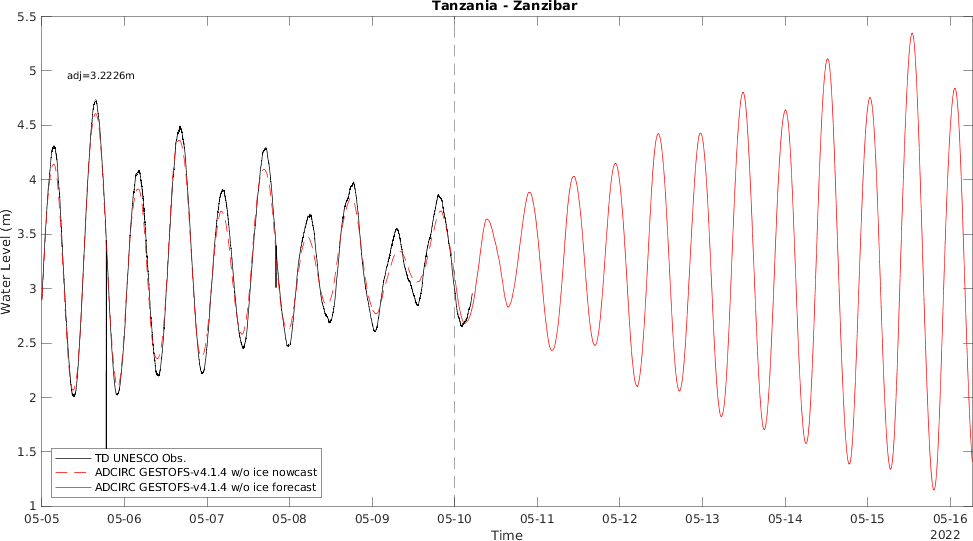 Tanzania - Zanzibar
5.5
5
4.5
4
3.5
3
2.5
2
1.5
1
Water Level (m)
adj=3.2226m
TD UNESCO Obs.
ADCIRC GESTOFS-v4.1.4 w/o ice nowcast
ADCIRC GESTOFS-v4.1.4 w/o ice forecast
05-05 05-06 05-07 05-08 05-09 05-10 05-11 05-12 05-13 05-14 05-15 05-16
2022
Time